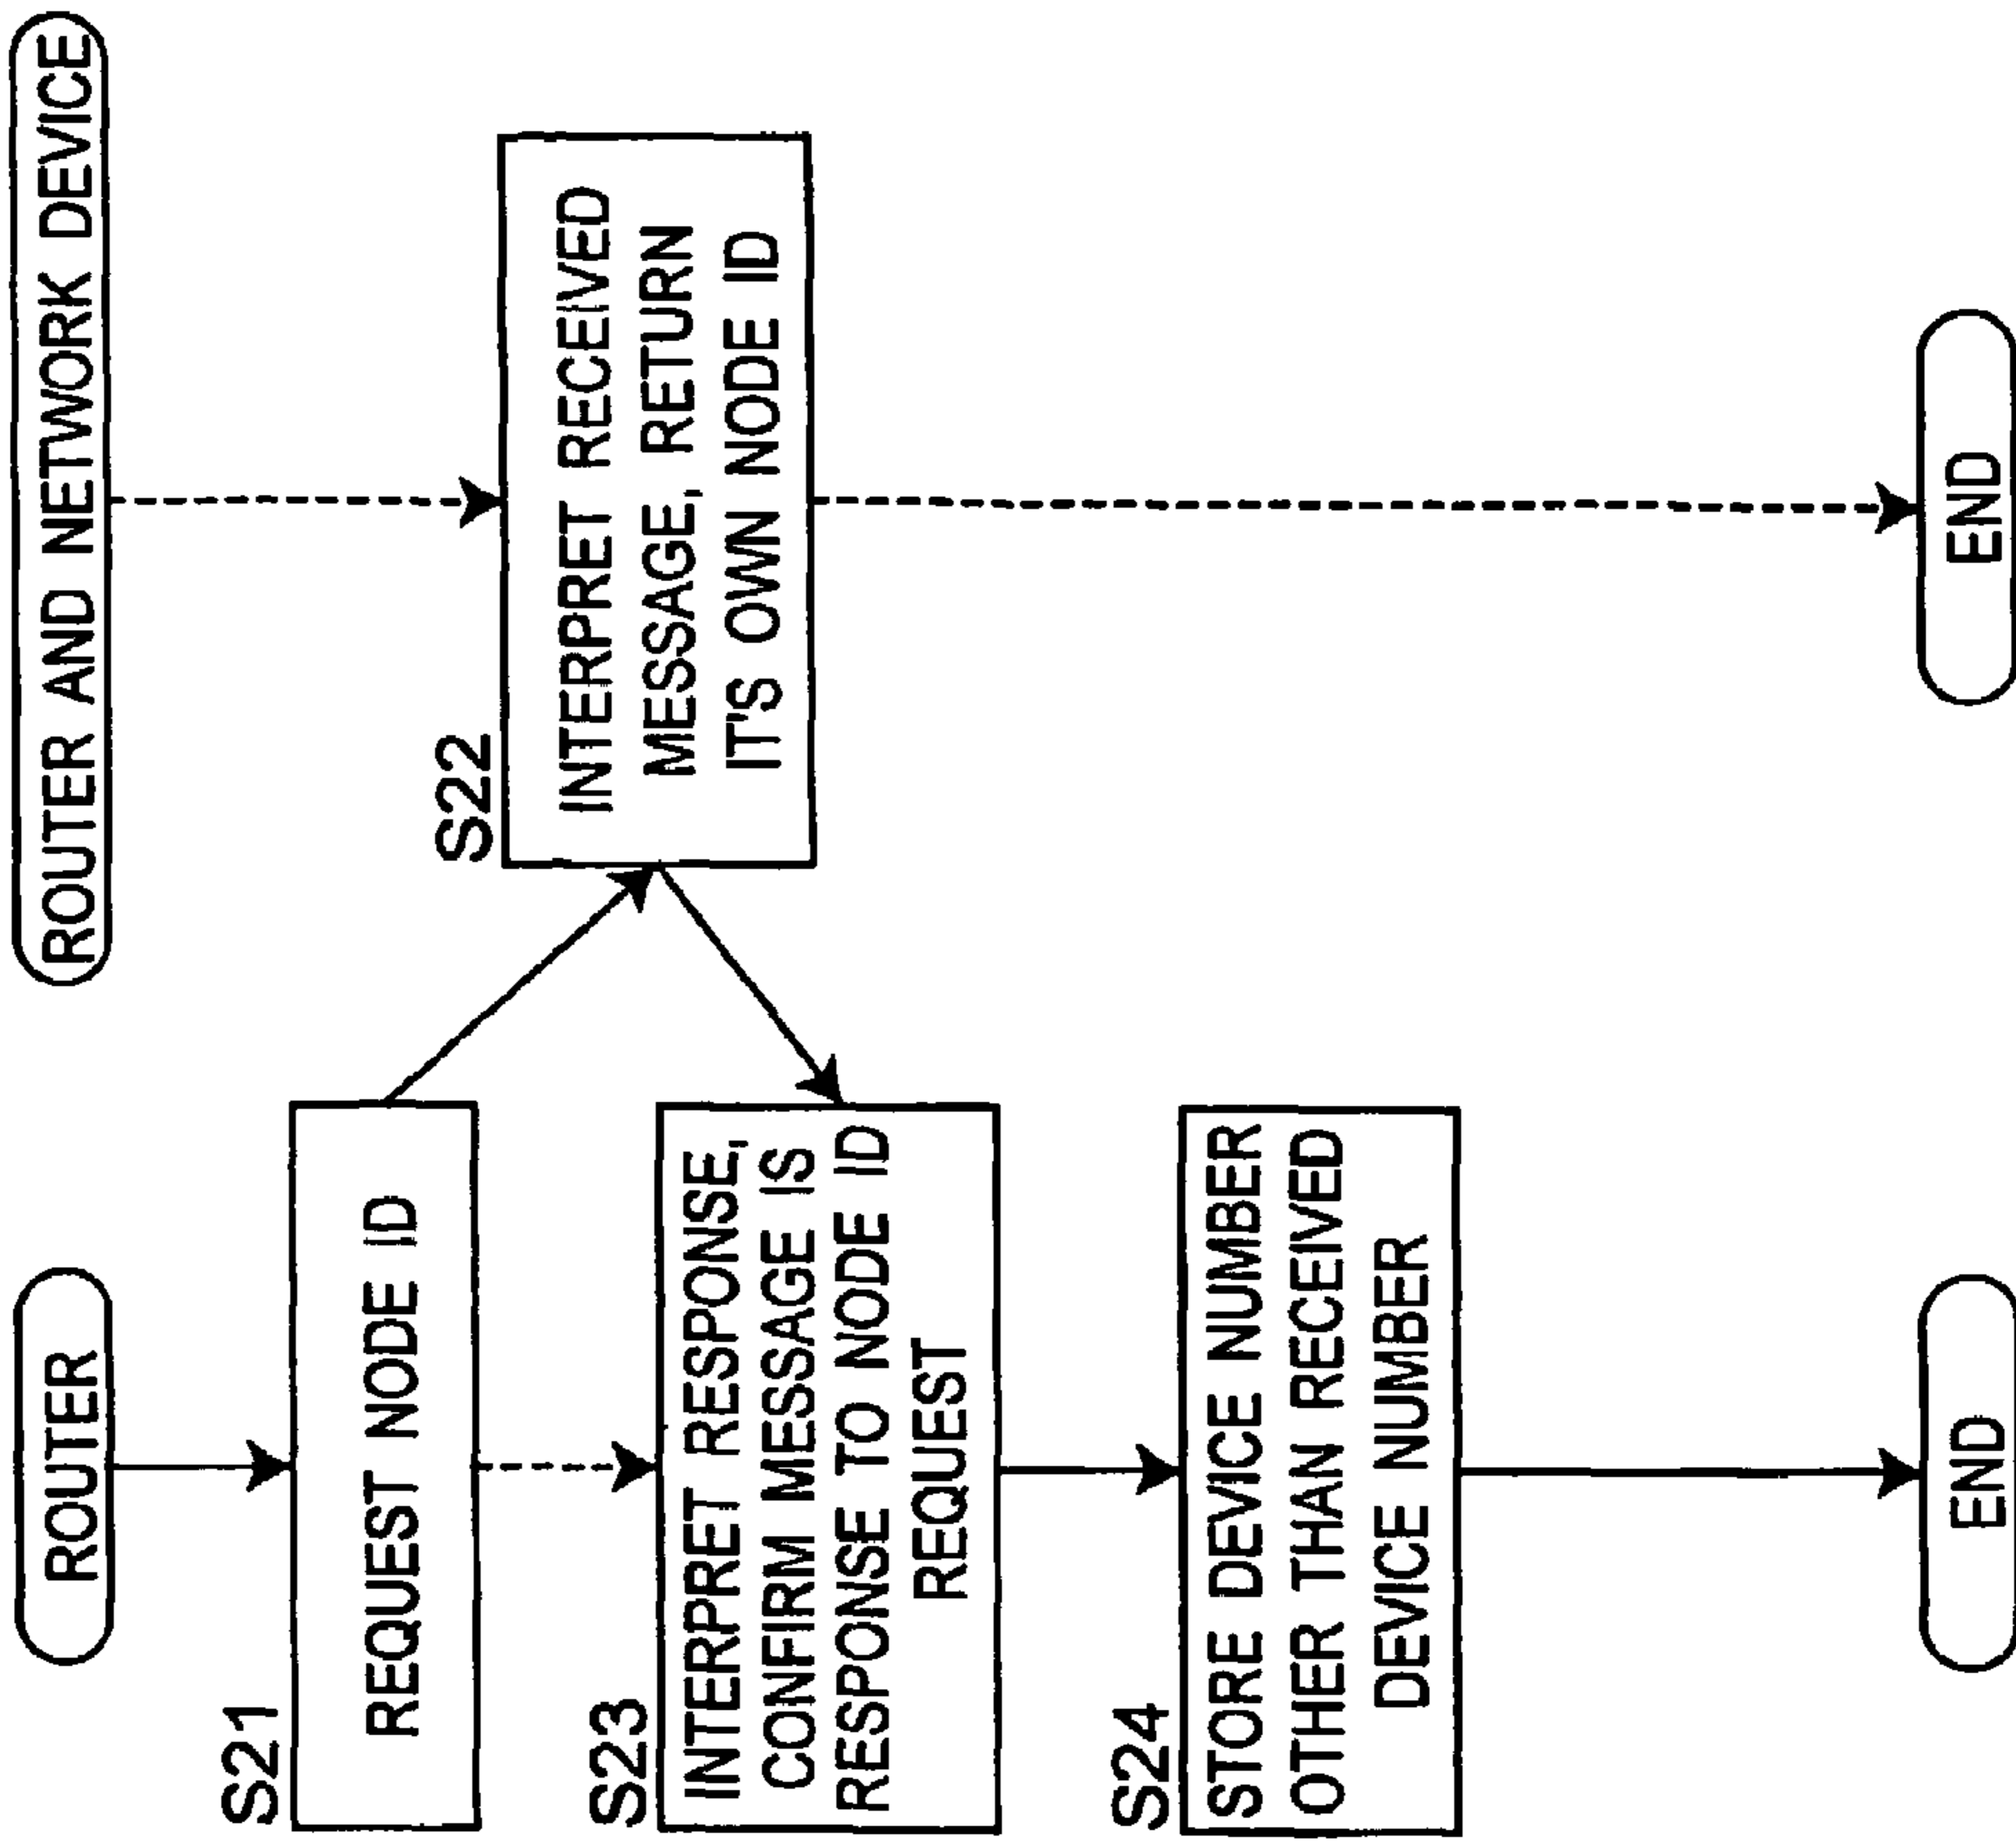 ROUTER
ROUTER AND NETWORK DEVICE
S21
REQUEST NODE ID
S22
INTERPRET RECEIVED
MESSAGE, RETURN
IT'S OWN NODE ID
S23
INTERPRET RESPONSE,
CONFIRM MESSAGE IS
RESPONSE TO NODE ID
REQUEST
S24
STORE DEVICE NUMBER
OTHER THAN RECEIVED
DEVICE NUMBER
END
END